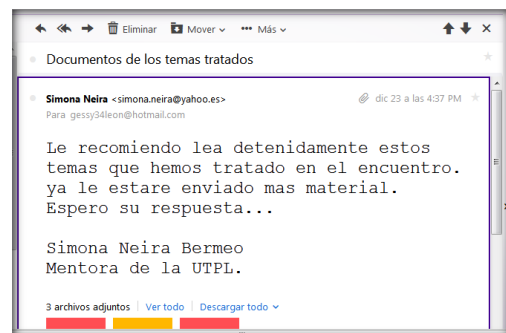 Eliminar Mover Más
Documentos de los temas tratados
Simona Neira <simona.neira@yahoo.es> dic 23 a las 4:37 PM
Para gessy34leon@hotmail.com
Le recomiendo lea detenidamente estos
temas que hemos tratado en el encuentro.
ya le estare enviado mas material.
Espero su respuesta...
Simona Neira Bermeo
Mentora de la UTPL.
3 archivos adjuntos Ver todo Descargar todo